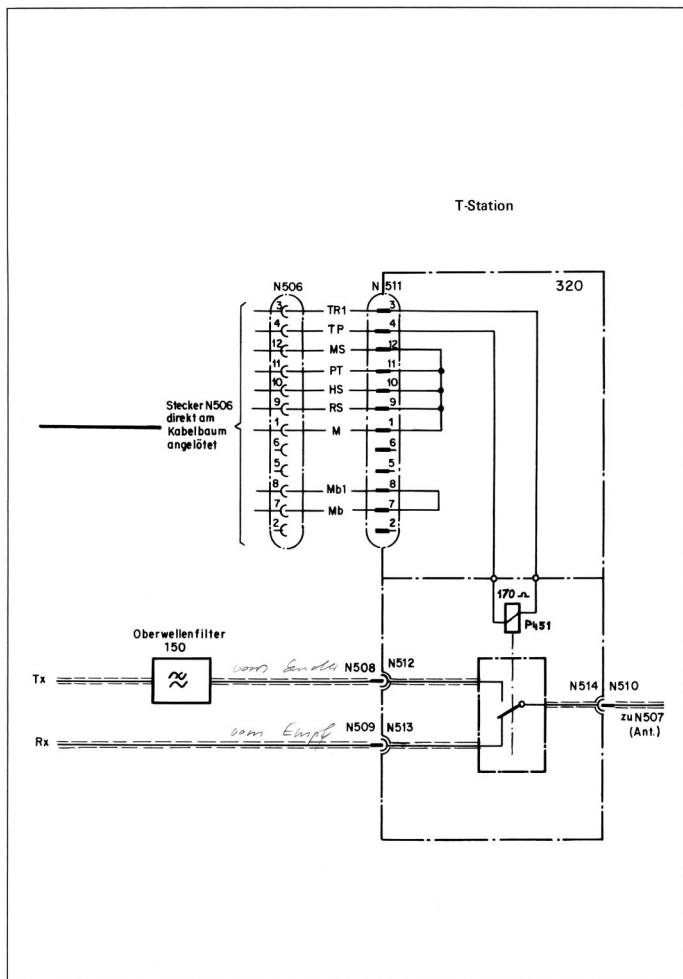 T-Station
N506
N511
320
3 TR1 3
4 TP 4
12 MS 12
11 PT 11
10 HS 10
9 RS 9
1 M 1
6 6
5 5
8 Mb1 8
7 Mb 7
2 2
Stecker N506
direkt am
Kabelbaum
angelötet
170 Ω
P451
Oberwellenfilter
150
Tx
vom Sender
N508 N512
N514 N510
zu N507
(Ant.)
Rx
vom Empf
N509 N513